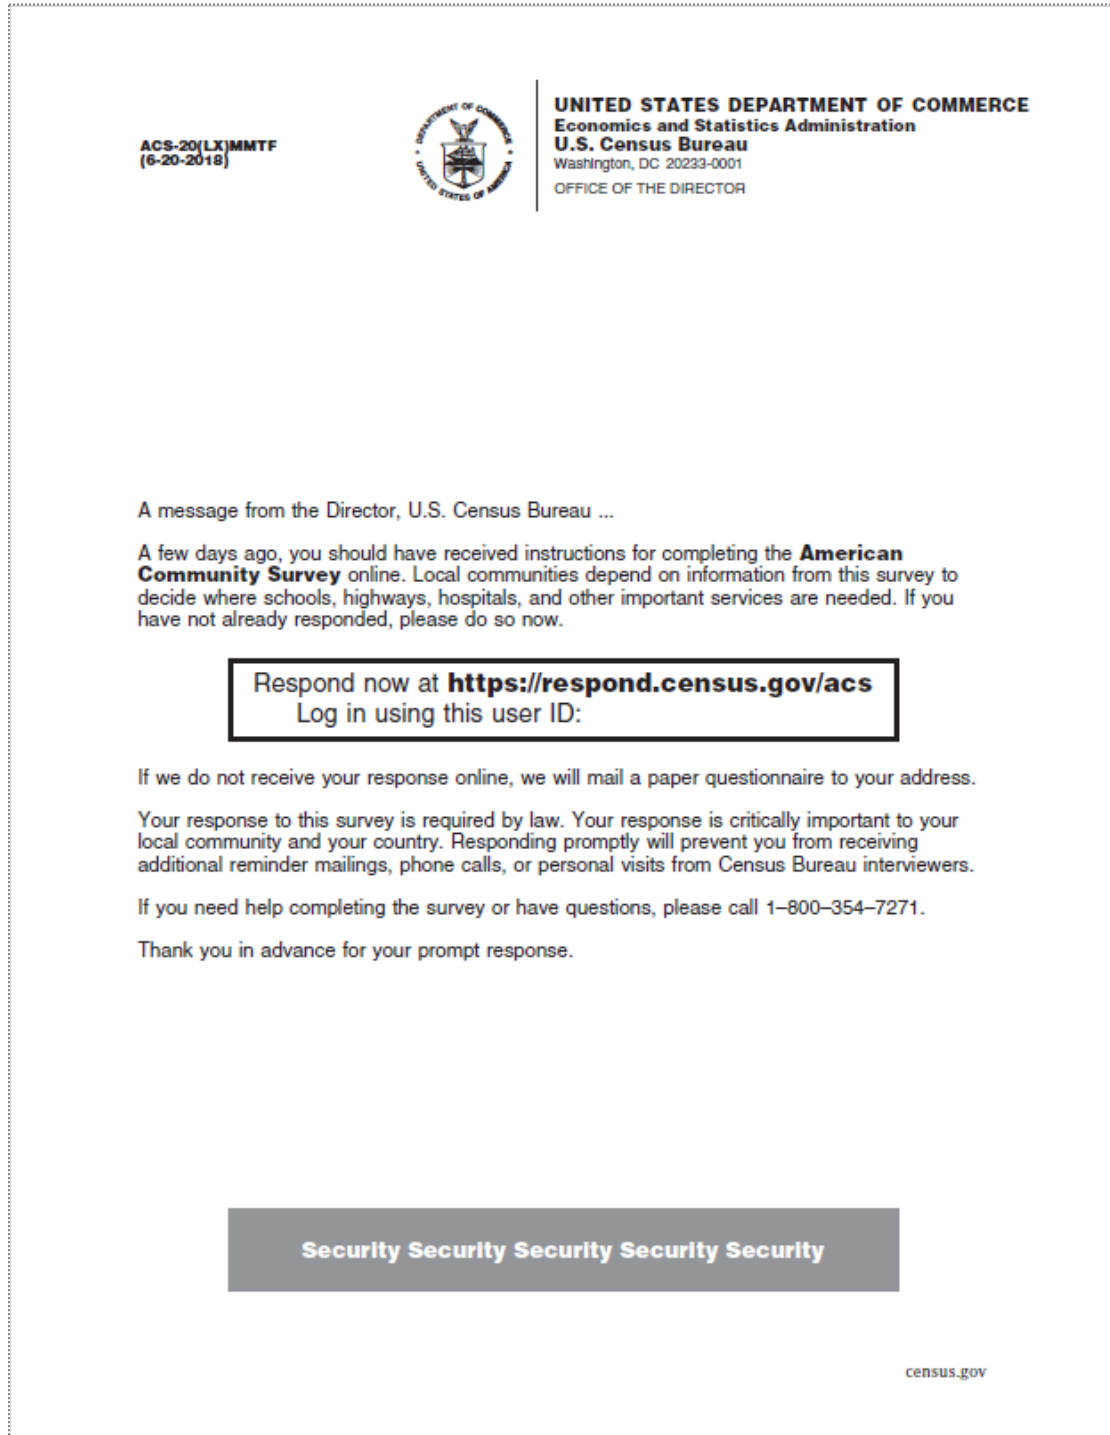 ACS-20(LX)MMTF
(6-20-2018)
DEPARTMENT OF COMMERCE
UNITED STATES OF AMERICA
UNITED STATES DEPARTMENT OF COMMERCE
Economics and Statistics Administration
U.S. Census Bureau
Washington, DC 20233-0001
OFFICE OF THE DIRECTOR
A message from the Director, U.S. Census Bureau ...
A few days ago, you should have received instructions for completing the American
Community Survey online. Local communities depend on information from this survey to
decide where schools, highways, hospitals, and other important services are needed. If you
have not already responded, please do so now.
Respond now at https://respond.census.gov/acs
Log in using this user ID:
If we do not receive your response online, we will mail a paper questionnaire to your address.
Your response to this survey is required by law. Your response is critically important to your
local community and your country. Responding promptly will prevent you from receiving
additional reminder mailings, phone calls, or personal visits from Census Bureau interviewers.
If you need help completing the survey or have questions, please call 1–800–354–7271.
Thank you in advance for your prompt response.
Security Security Security Security Security
census.gov